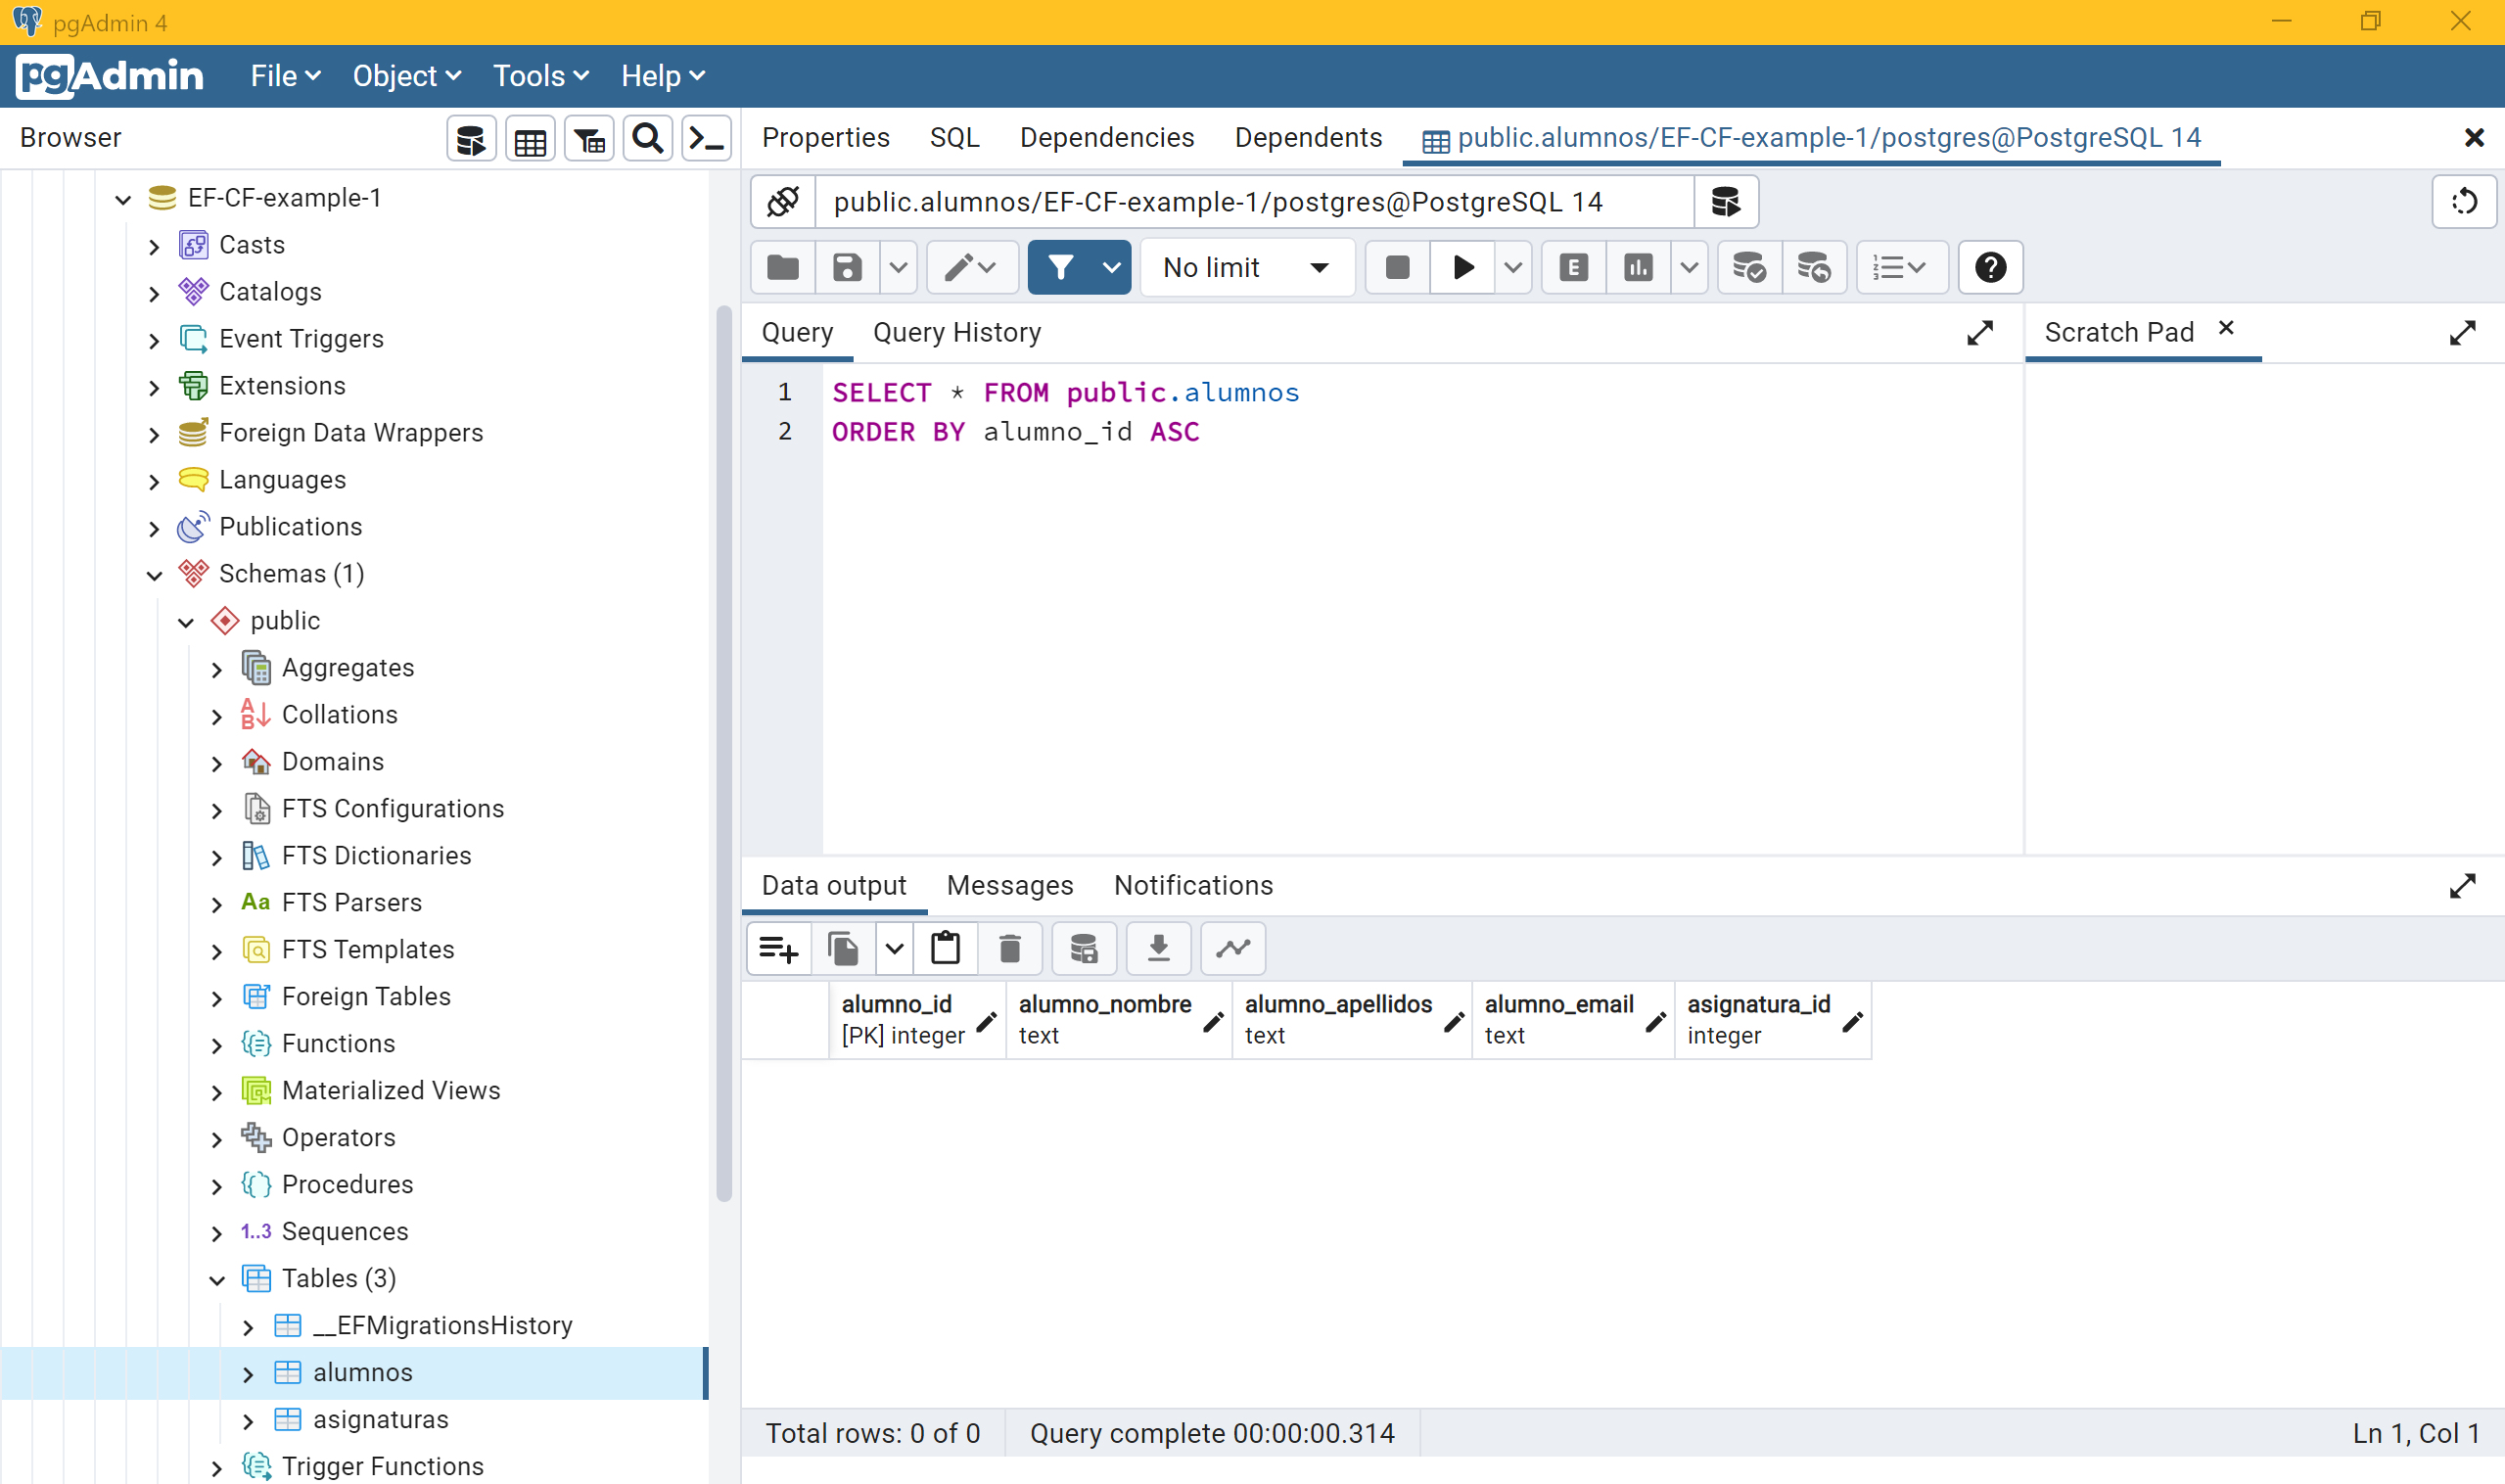 pgAdmin 4
pgAdmin File Object Tools Help
Browser
Properties SQL Dependencies Dependents public.alumnos/EF-CF-example-1/postgres@PostgreSQL 14
EF-CF-example-1
Casts
Catalogs
Event Triggers
Extensions
Foreign Data Wrappers
Languages
Publications
Schemas (1)
public
Aggregates
Collations
Domains
FTS Configurations
FTS Dictionaries
Aa FTS Parsers
FTS Templates
Foreign Tables
Functions
Materialized Views
Operators
Procedures
1..3 Sequences
Tables (3)
__EFMigrationsHistory
alumnos
asignaturas
Trigger Functions
public.alumnos/EF-CF-example-1/postgres@PostgreSQL 14
No limit
E
Query Query History
Scratch Pad
1 SELECT * FROM public.alumnos
2 ORDER BY alumno_id ASC
Data output Messages Notifications
alumno_id alumno_nombre alumno_apellidos alumno_email asignatura_id
[PK] integer text text text integer
Total rows: 0 of 0 Query complete 00:00:00.314 Ln 1, Col 1